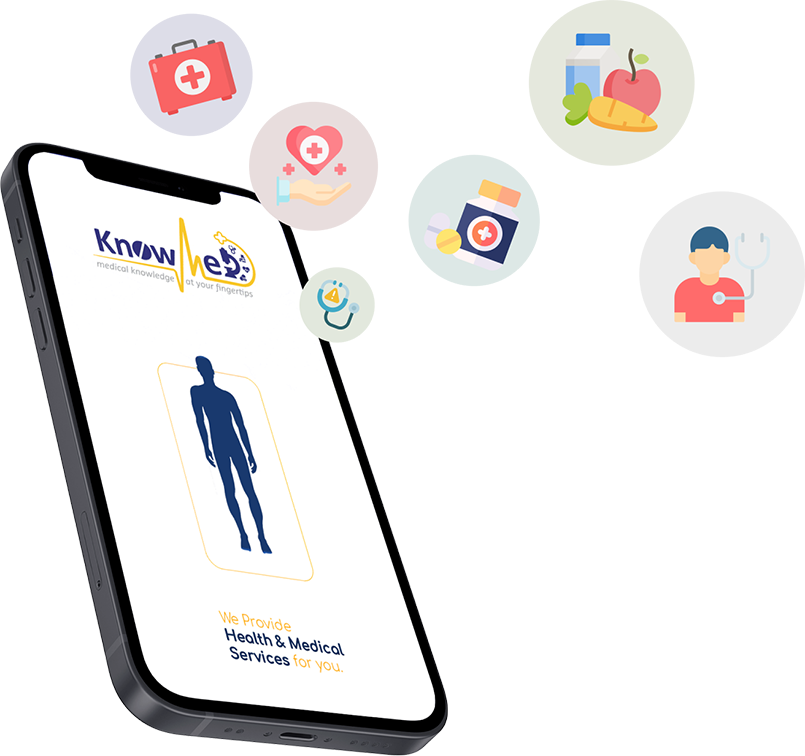 KnowMed
medical knowledge at your fingertips
We Provide
Health & Medical
Services for you.